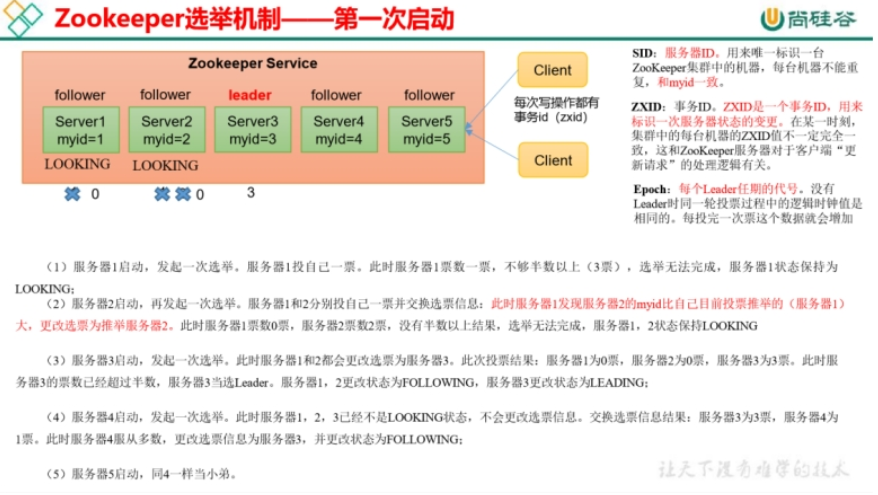 Zookeeper选举机制——第一次启动
尚硅谷
Zookeeper Service
follower
follower
leader
follower
follower
Server1
myid=1
Server2
myid=2
Server3
myid=3
Server4
myid=4
Server5
myid=5
LOOKING
LOOKING
0
0
3
Client
每次写操作都有
事务id（zxid）
Client
SID：服务器ID。用来唯一标识一台
ZooKeeper集群中的机器，每台机器不能重
复，和myid一致。
ZXID：事务ID。ZXID是一个事务ID，用来
标识一次服务器状态的变更。在某一时刻，
集群中的每台机器的ZXID值不一定完全一
致，这和ZooKeeper服务器对于客户端“更
新请求”的处理逻辑有关。
Epoch：每个Leader任期的代号。没有
Leader时同一轮投票过程中的逻辑时钟值是
相同的。每投完一次票这个数据就会增加
（1）服务器1启动，发起一次选举。服务器1投自己一票。此时服务器1票数一票，不够半数以上（3票），选举无法完成，服务器1状态保持为
LOOKING；
（2）服务器2启动，再发起一次选举。服务器1和2分别投自己一票并交换选票信息：此时服务器1发现服务器2的myid比自己目前投票推举的（服务器1）
大，更改选票为推举服务器2。此时服务器1票数0票，服务器2票数2票，没有半数以上结果，选举无法完成，服务器1，2状态保持LOOKING
（3）服务器3启动，发起一次选举。此时服务器1和2都会更改选票为服务器3。此次投票结果：服务器1为0票，服务器2为0票，服务器3为3票。此时服
务器3的票数已经超过半数，服务器3当选Leader。服务器1，2更改状态为FOLLOWING，服务器3更改状态为LEADING；
（4）服务器4启动，发起一次选举。此时服务器1，2，3已经不是LOOKING状态，不会更改选票信息。交换选票信息结果：服务器3为3票，服务器4为
1票。此时服务器4服从多数，更改选票信息为服务器3，并更改状态为FOLLOWING；
（5）服务器5启动，同4一样当小弟。
让天下没有难学的技术